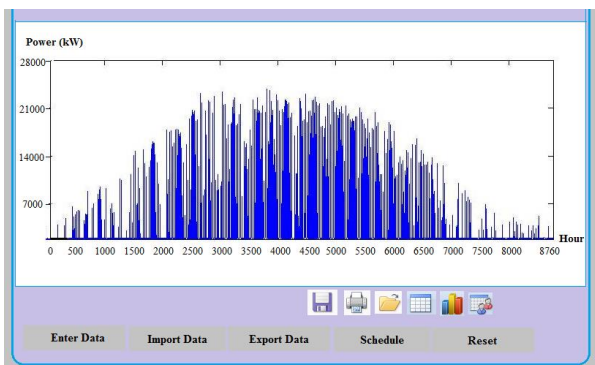 Power (kW)
28000
21000
14000
7000
0 500 1000 1500 2000 2500 3000 3500 4000 4500 5000 5500 6000 6500 7000 7500 8000 8760
Hour
Enter Data Import Data Export Data Schedule Reset